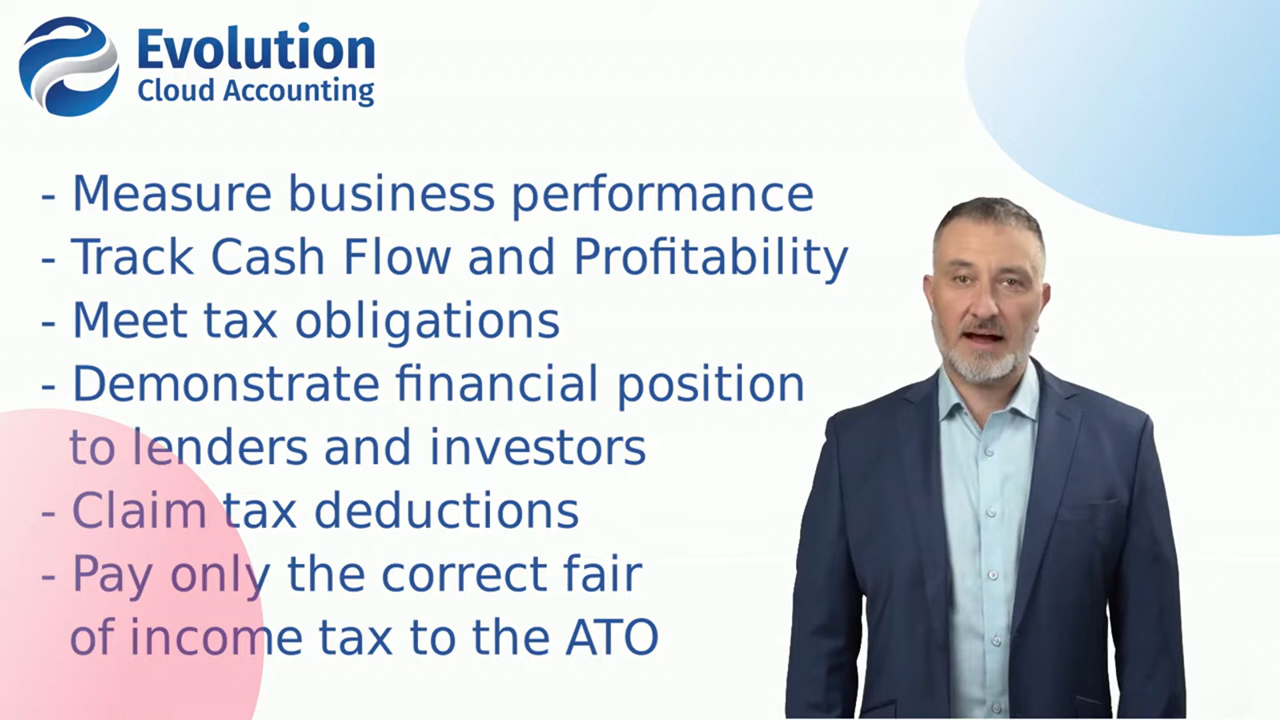 Evolution
Cloud Accounting
- Measure business performance
- Track Cash Flow and Profitability
- Meet tax obligations
- Demonstrate financial position
to lenders and investors
- Claim tax deductions
- Pay only the correct fair
of income tax to the ATO